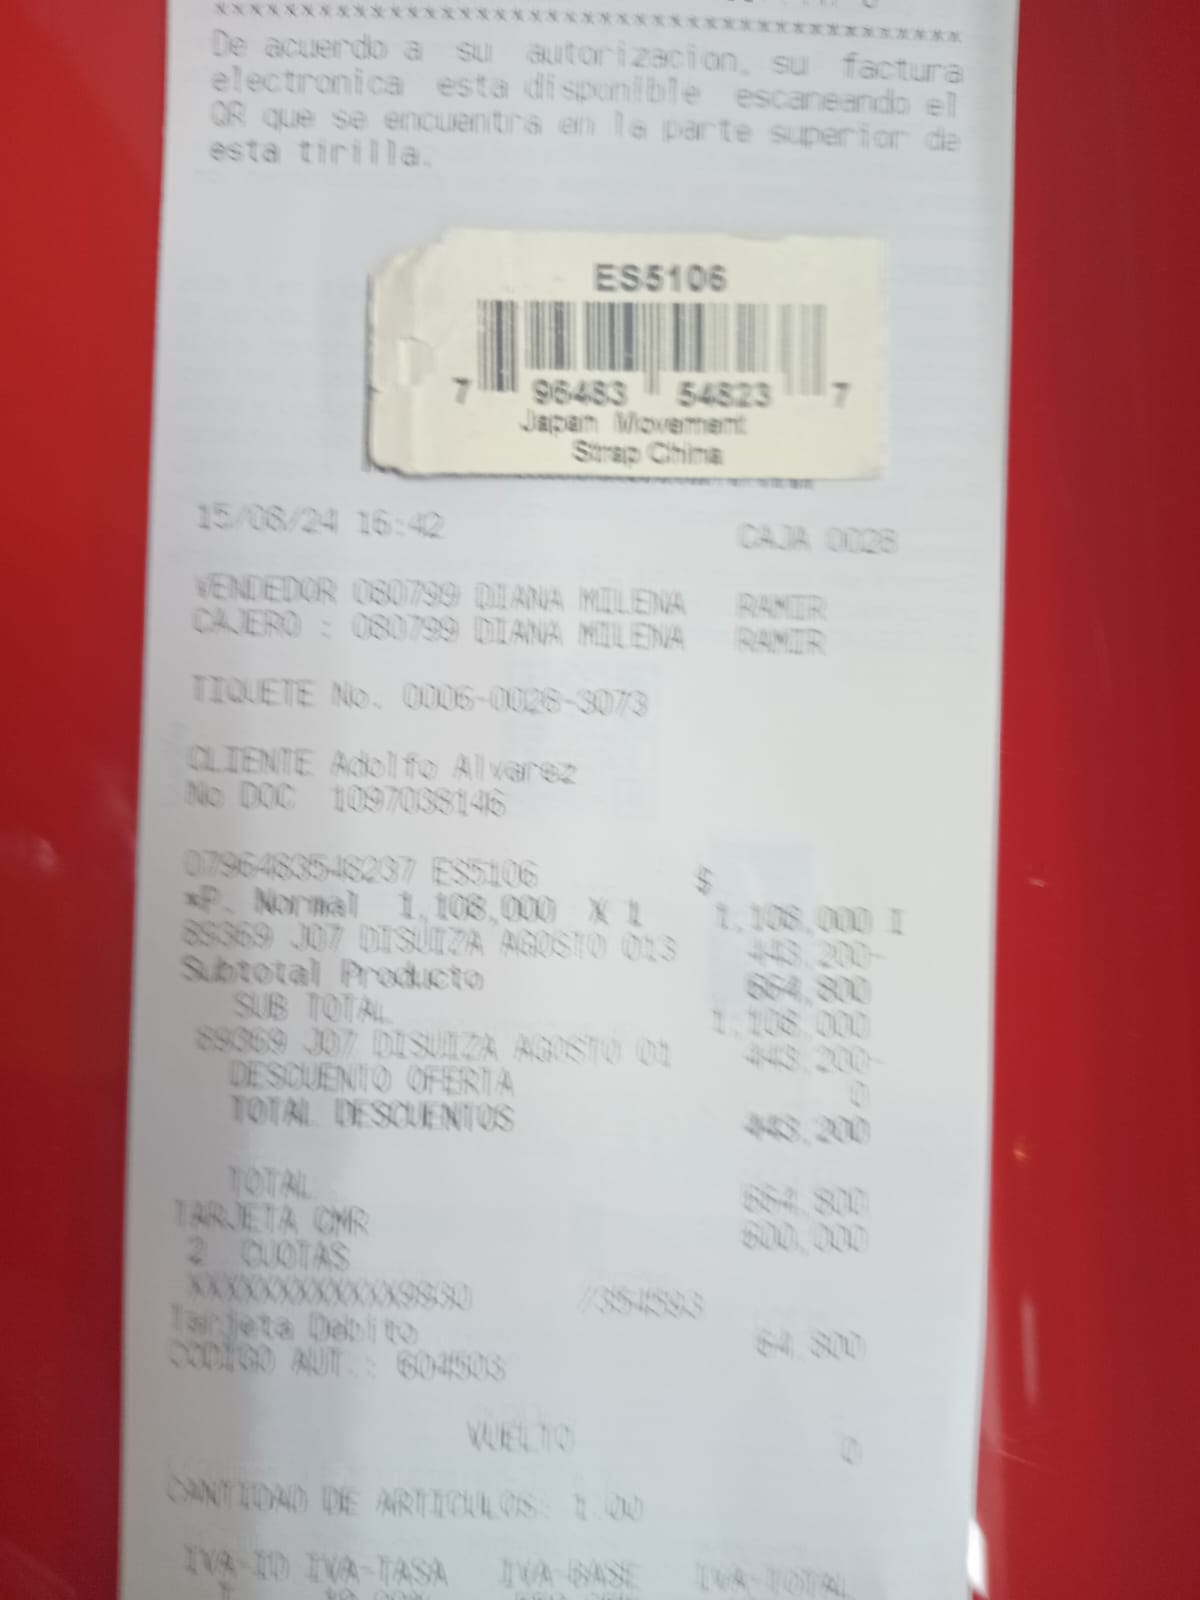 xxxxxxxxxxxxxxxxxxxxxxxxxxxxxxxxxxxxxxxxxx
De acuerdo a su autorizacion, su factura
electronica esta disponible escaneando el
QR que se encuentra en la parte superior de
esta tirilla.
ES5106
7 96483 54823 7
Japan Movement
Strap China
15/08/24 16:42 CAJA 0028
VENDEDOR 080799 DIANA MILENA RAMIR
CAJERO : 080799 DIANA MILENA RAMIR
TIQUETE No. 0006-0028-3073
CLIENTE Adolfo Alvarez
No DOC 1097038146
0796483548237 ES5106 $
*P. Normal 1,108,000 X 1 1,108,000 I
89369 J07 DISUIZA AGOSTO 013 443,200-
Subtotal Producto 664,800
SUB TOTAL 1,108,000
89369 J07 DISUIZA AGOSTO 01 443,200-
DESCUENTO OFERTA 0
TOTAL DESCUENTOS 443,200
TOTAL 664,800
TARJETA CMR 600,000
2 CUOTAS
Tarjeta Debito 64,800
CODIGO AUT.: 604503
VUELTO 0
CANTIDAD DE ARTICULOS: 1.00
IVA-ID IVA-TASA IVA-BASE IVA-TOTAL